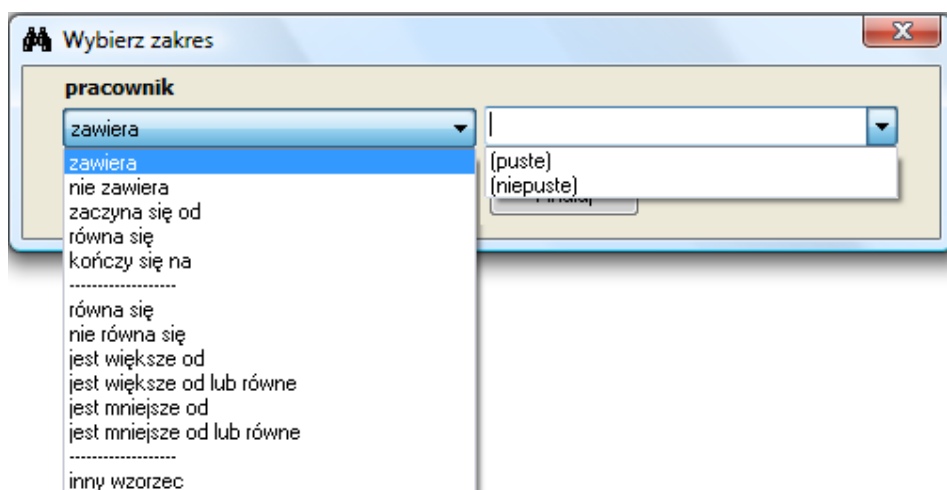 Wybierz zakres
pracownik
zawiera
zawiera
nie zawiera
zaczyna się od
równa się
kończy się na
-------------------
równa się
nie równa się
jest większe od
jest większe od lub równe
jest mniejsze od
jest mniejsze od lub równe
-------------------
inny wzorzec
(puste)
(niepuste)